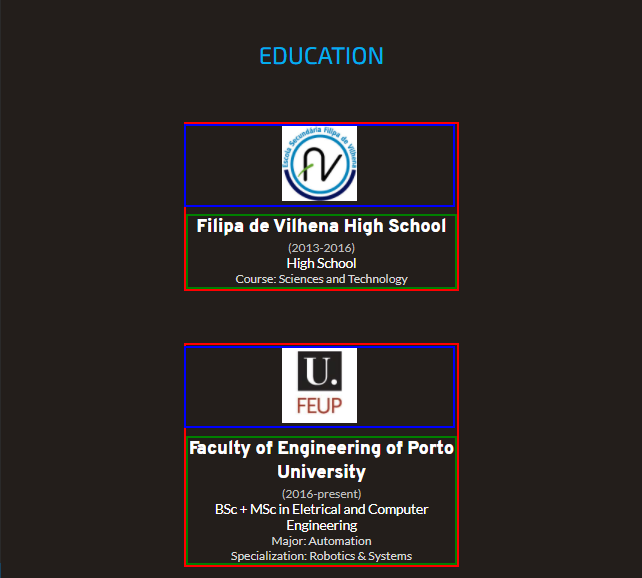 EDUCATION
Escola Secundária Filipa de Vilhena
Filipa de Vilhena High School
(2013-2016)
High School
Course: Sciences and Technology
U.
FEUP
Faculty of Engineering of Porto
University
(2016-present)
BSc + MSc in Eletrical and Computer
Engineering
Major: Automation
Specialization: Robotics & Systems